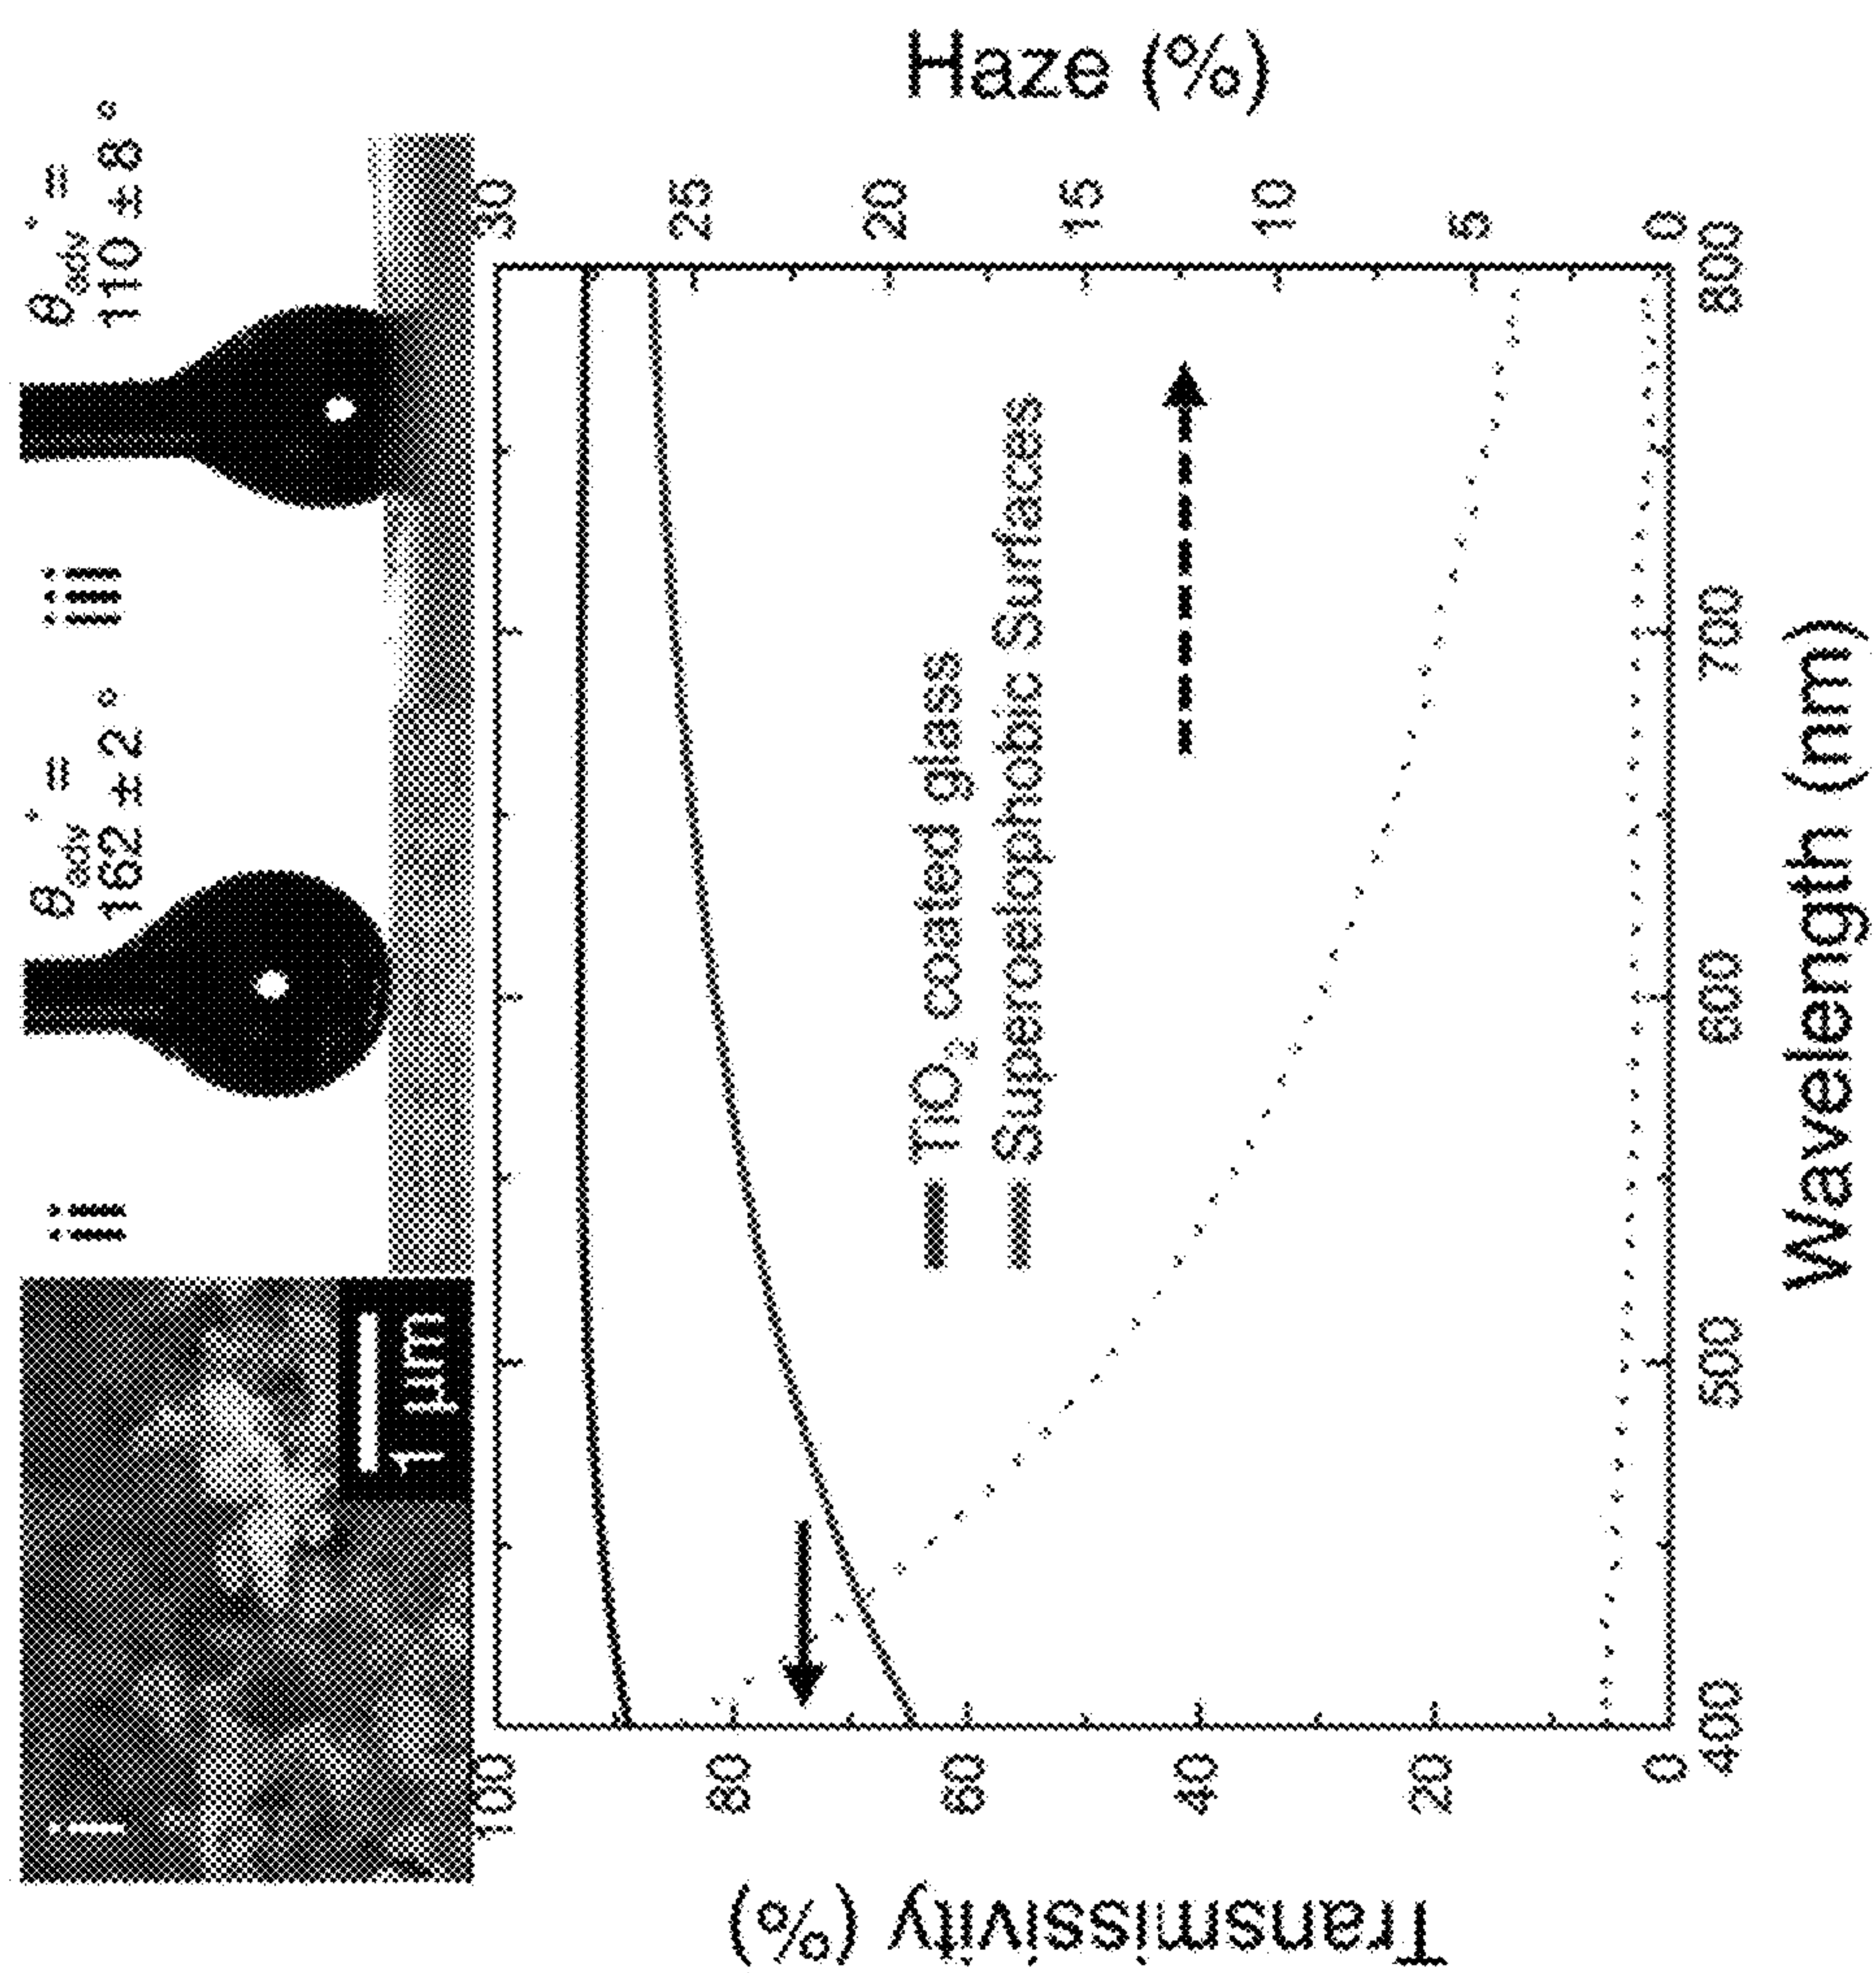 i
1 µm
ii
θ*adv =
162 ± 2 °
iii
θ*adv =
110 ± 8 °
Transmissivity (%)
100
80
60
40
20
0
TiO2 coated glass
Superoelophobic Surfaces
30
25
20
15
10
5
0
Haze (%)
400
500
600
700
800
Wavelength (nm)